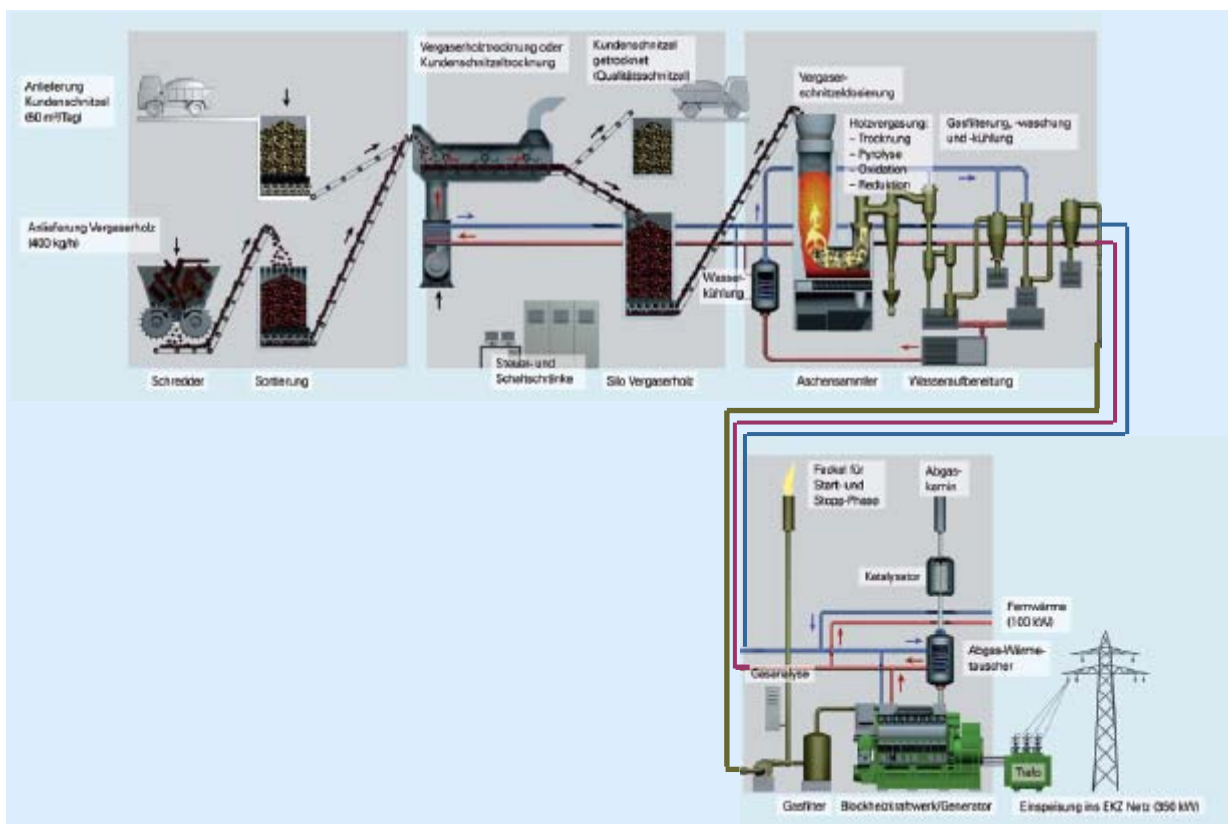 Anlieferung
Kundenschnitzel
(50 m³/Tag)
Vergaserholztrocknung oder
Kundenschnitzeltrocknung
Kundenschnitzel
getrocknet
(Qualitätsschnitzel)
Vergaser-
schnitzeldosierung
Holzvergasung:
– Trocknung
– Pyrolyse
– Oxidation
– Reduktion
Gasfilterung, -waschung
und -kühlung
Anlieferung Vergaserholz
(400 kg/h)
Wasser-
kühlung
Schredder
Sortierung
Steuer- und
Schaltschränke
Silo Vergaserholz
Aschensammler
Wasseraufbereitung
Fackel für
Start- und
Stopp-Phase
Abgas-
kamin
Katalysator
Fernwärme
(100 kW)
Abgas-Wärme-
tauscher
Gasanalyse
Trafo
Gasfilter
Blockheizkraftwerk/Generator
Einspeisung ins EKZ Netz (350 kW)